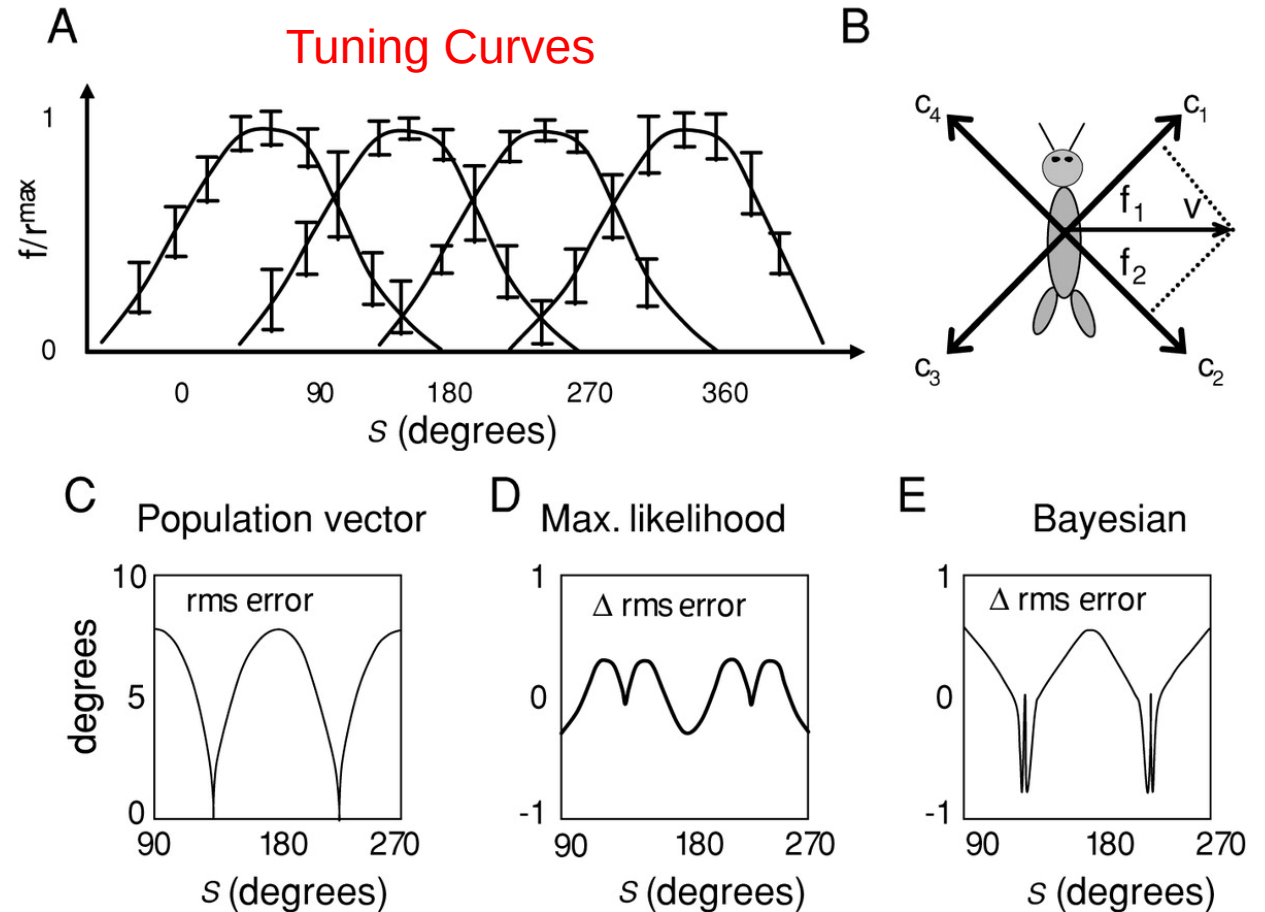 A
Tuning Curves
1
f/r^max
0
0 90 180 270 360
s (degrees)
B
c4
c1
f1
v
f2
c3
c2
C
Population vector
10
rms error
5
degrees
0
90 180 270
s (degrees)
D
Max. likelihood
1
Δ rms error
0
-1
90 180 270
s (degrees)
E
Bayesian
1
Δ rms error
0
-1
90 180 270
s (degrees)